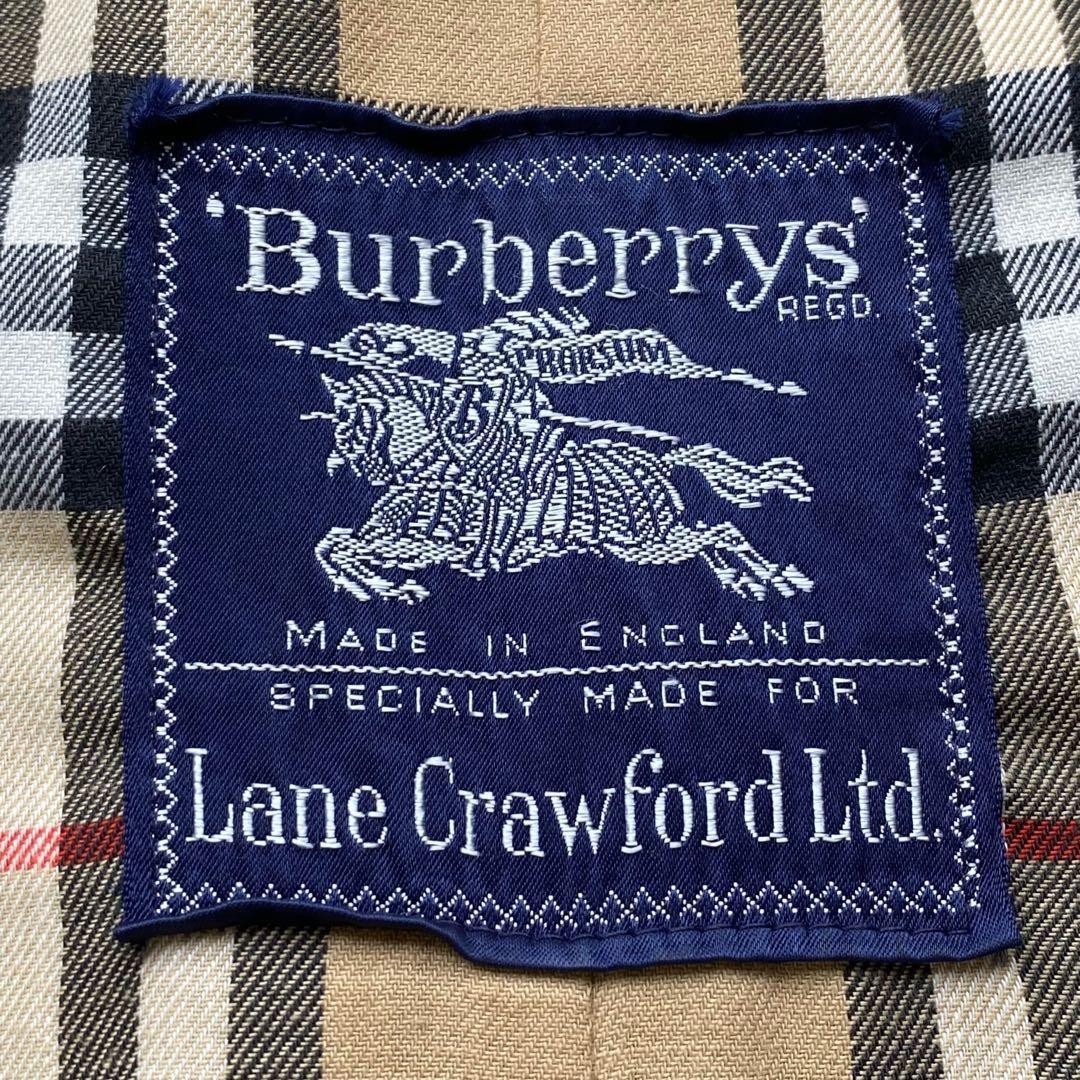 'Burberrys'
REGD.
PRORSUM
B
MADE IN ENGLAND
SPECIALLY MADE FOR
Lane Crawford Ltd.